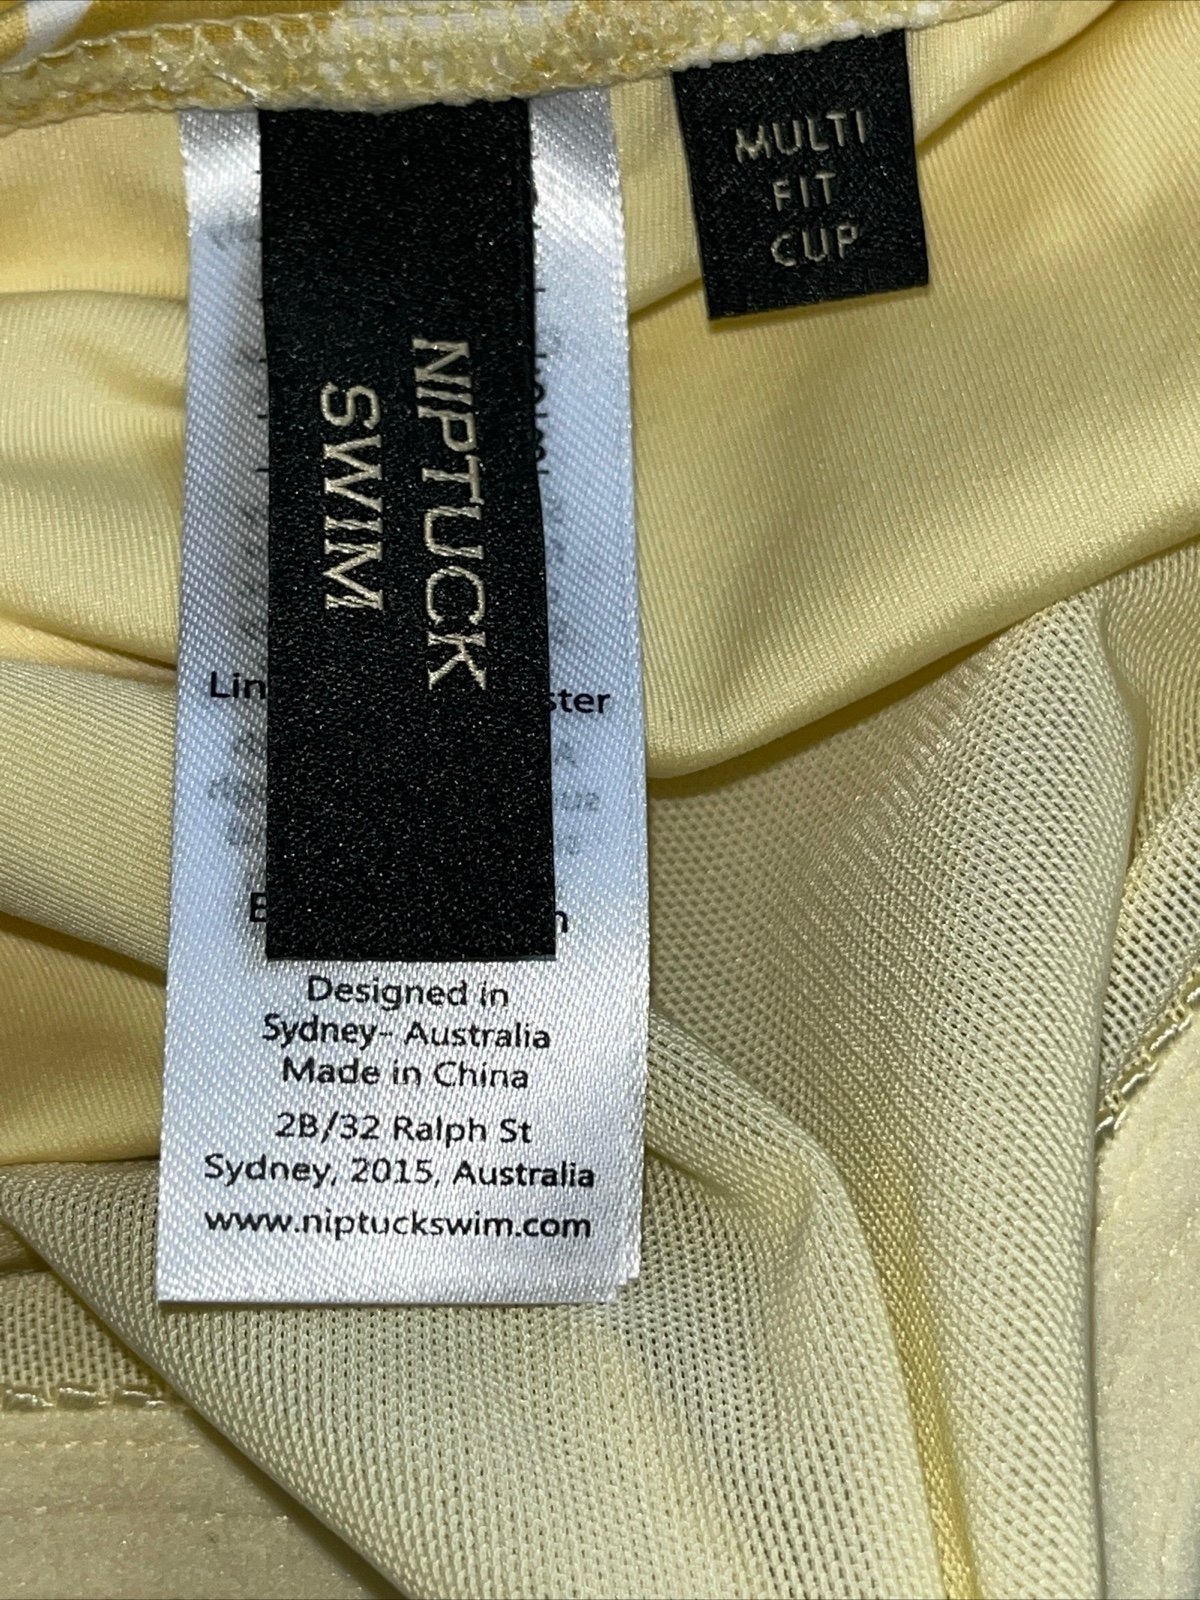 MULTI
FIT
CUP
NIPTUCK
SWIM
Designed in
Sydney- Australia
Made in China
2B/32 Ralph St
Sydney, 2015, Australia
www.niptuckswim.com